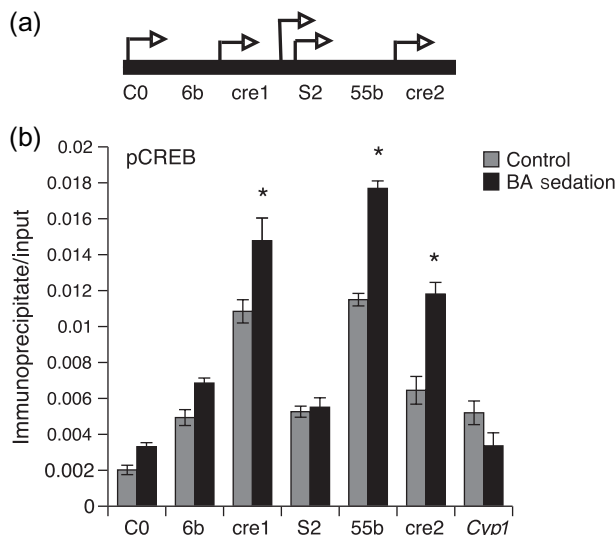 (a)
C0 6b cre1 S2 55b cre2
(b)
pCREB
Control
BA sedation
Immunoprecipitate/input
0.02
0.018
0.016
0.014
0.012
0.01
0.008
0.006
0.004
0.002
0
*
*
*
C0 6b cre1 S2 55b cre2 Cyp1